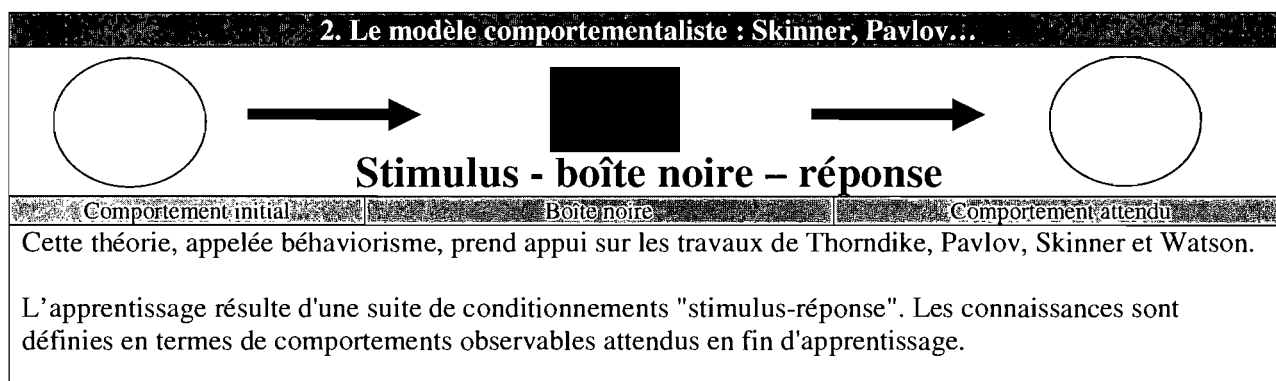 2. Le modèle comportementaliste : Skinner, Pavlov…
Stimulus - boîte noire – réponse
Comportement initial
Boîte noire
Comportement attendu
Cette théorie, appelée béhaviorisme, prend appui sur les travaux de Thorndike, Pavlov, Skinner et Watson.
L'apprentissage résulte d'une suite de conditionnements "stimulus-réponse". Les connaissances sont
définies en termes de comportements observables attendus en fin d'apprentissage.